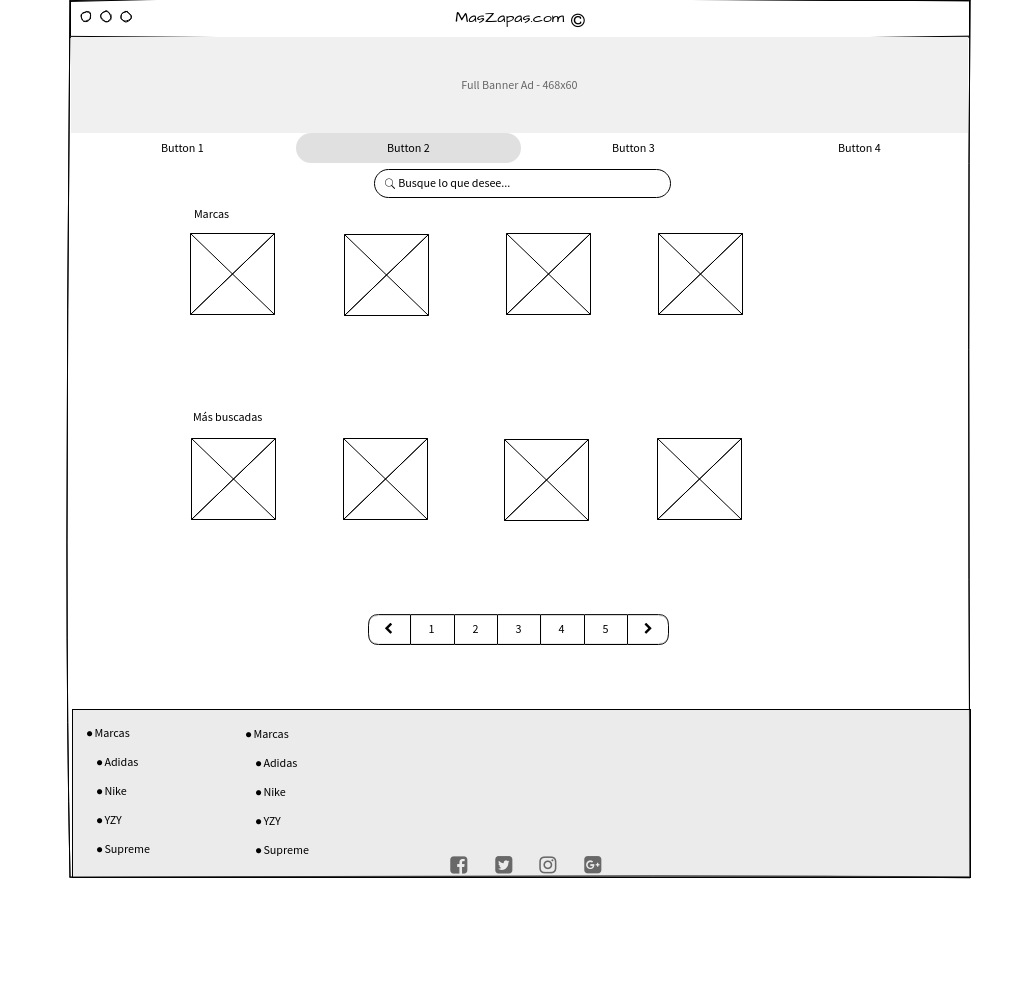 MasZapas.com ©
Full Banner Ad - 468x60
Button 1 Button 2 Button 3 Button 4
Busque lo que desee...
Marcas
Más buscadas
1 2 3 4 5
Marcas
Adidas
Nike
YZY
Supreme
Marcas
Adidas
Nike
YZY
Supreme